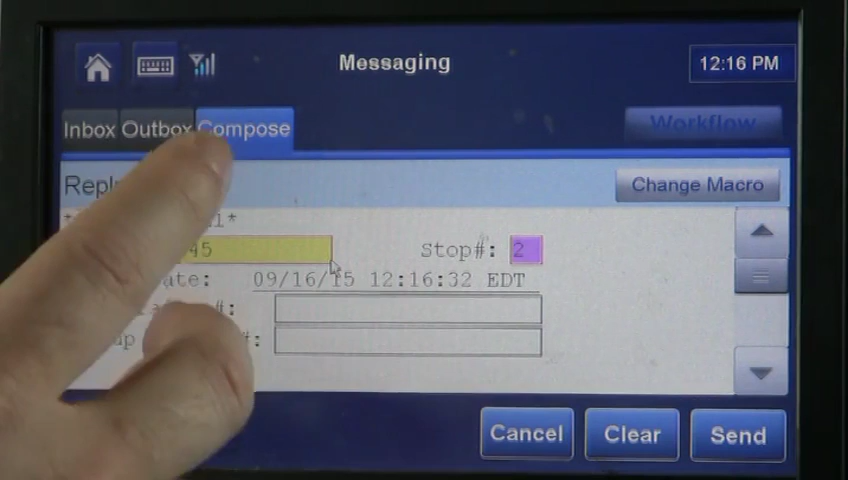 Messaging
12:16 PM
Inbox Outbox Compose
Workflow
Change Macro
45 Stop#: 2
09/16/15 12:16:32 EDT
#:
#:
Cancel Clear Send